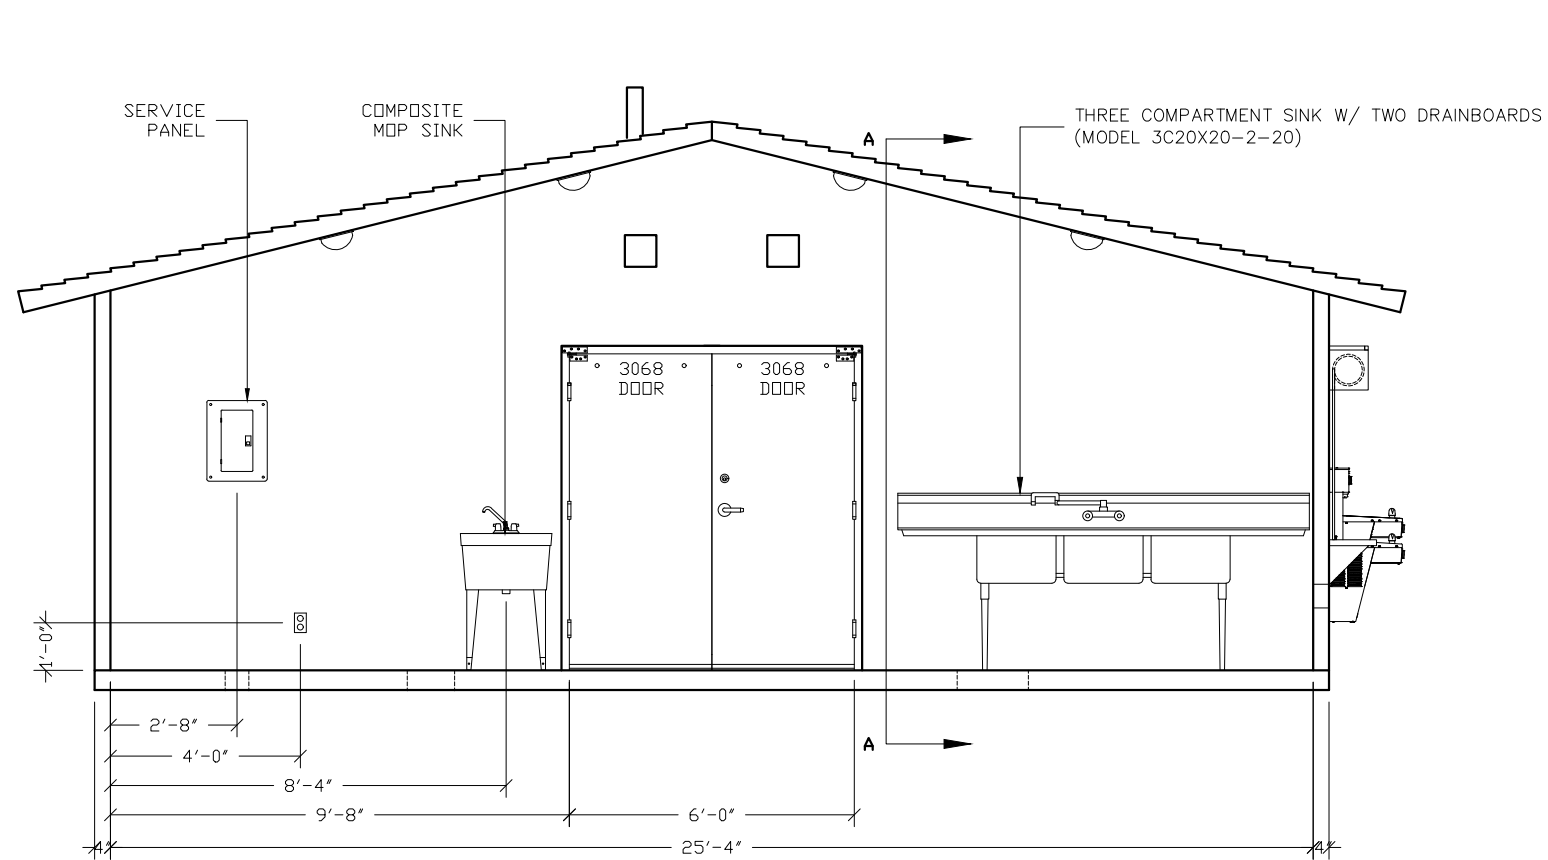 SERVICE
PANEL
COMPOSITE
MOP SINK
THREE COMPARTMENT SINK W/ TWO DRAINBOARDS
(MODEL 3C20X20-2-20)
A
3068
DOOR
3068
DOOR
1'-0"
2'-8"
4'-0"
A
8'-4"
9'-8"
6'-0"
4"
25'-4"
4"